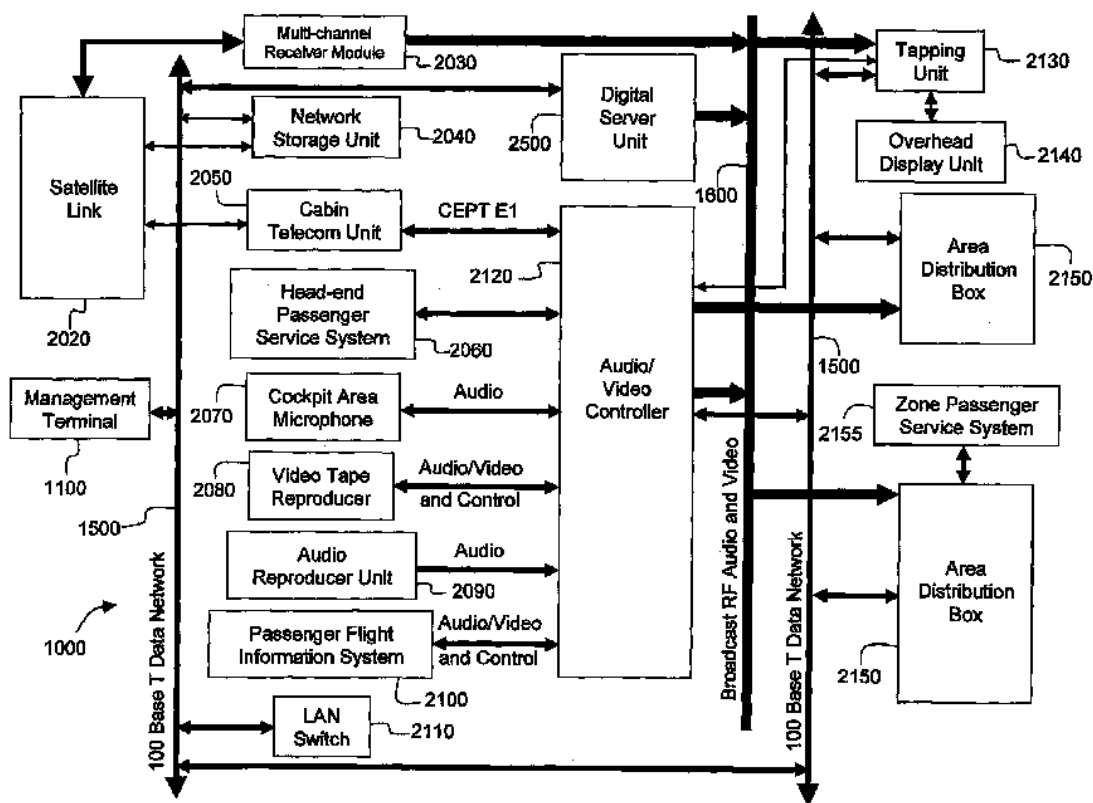 Multi-channel
Receiver Module
2030
Tapping
Unit
2130
Satellite
Link
2020
Network
Storage Unit
2040
Digital
Server
Unit
2500
1600
Overhead
Display Unit
2140
2050
Cabin
Telecom Unit
CEPT E1
2120
Area
Distribution
Box
2150
Head-end
Passenger
Service System
2060
Audio/
Video
Controller
1500
Management
Terminal
1100
2070
Cockpit Area
Microphone
Audio
2155
Zone Passenger
Service System
2080
Video Tape
Reproducer
Audio/Video
and Control
1500
Audio
Reproducer Unit
2090
Audio
Area
Distribution
Box
2150
1000
Passenger Flight
Information System
2100
Audio/Video
and Control
LAN
Switch
2110
100 Base T Data Network
Broadcast RF Audio and Video
100 Base T Data Network